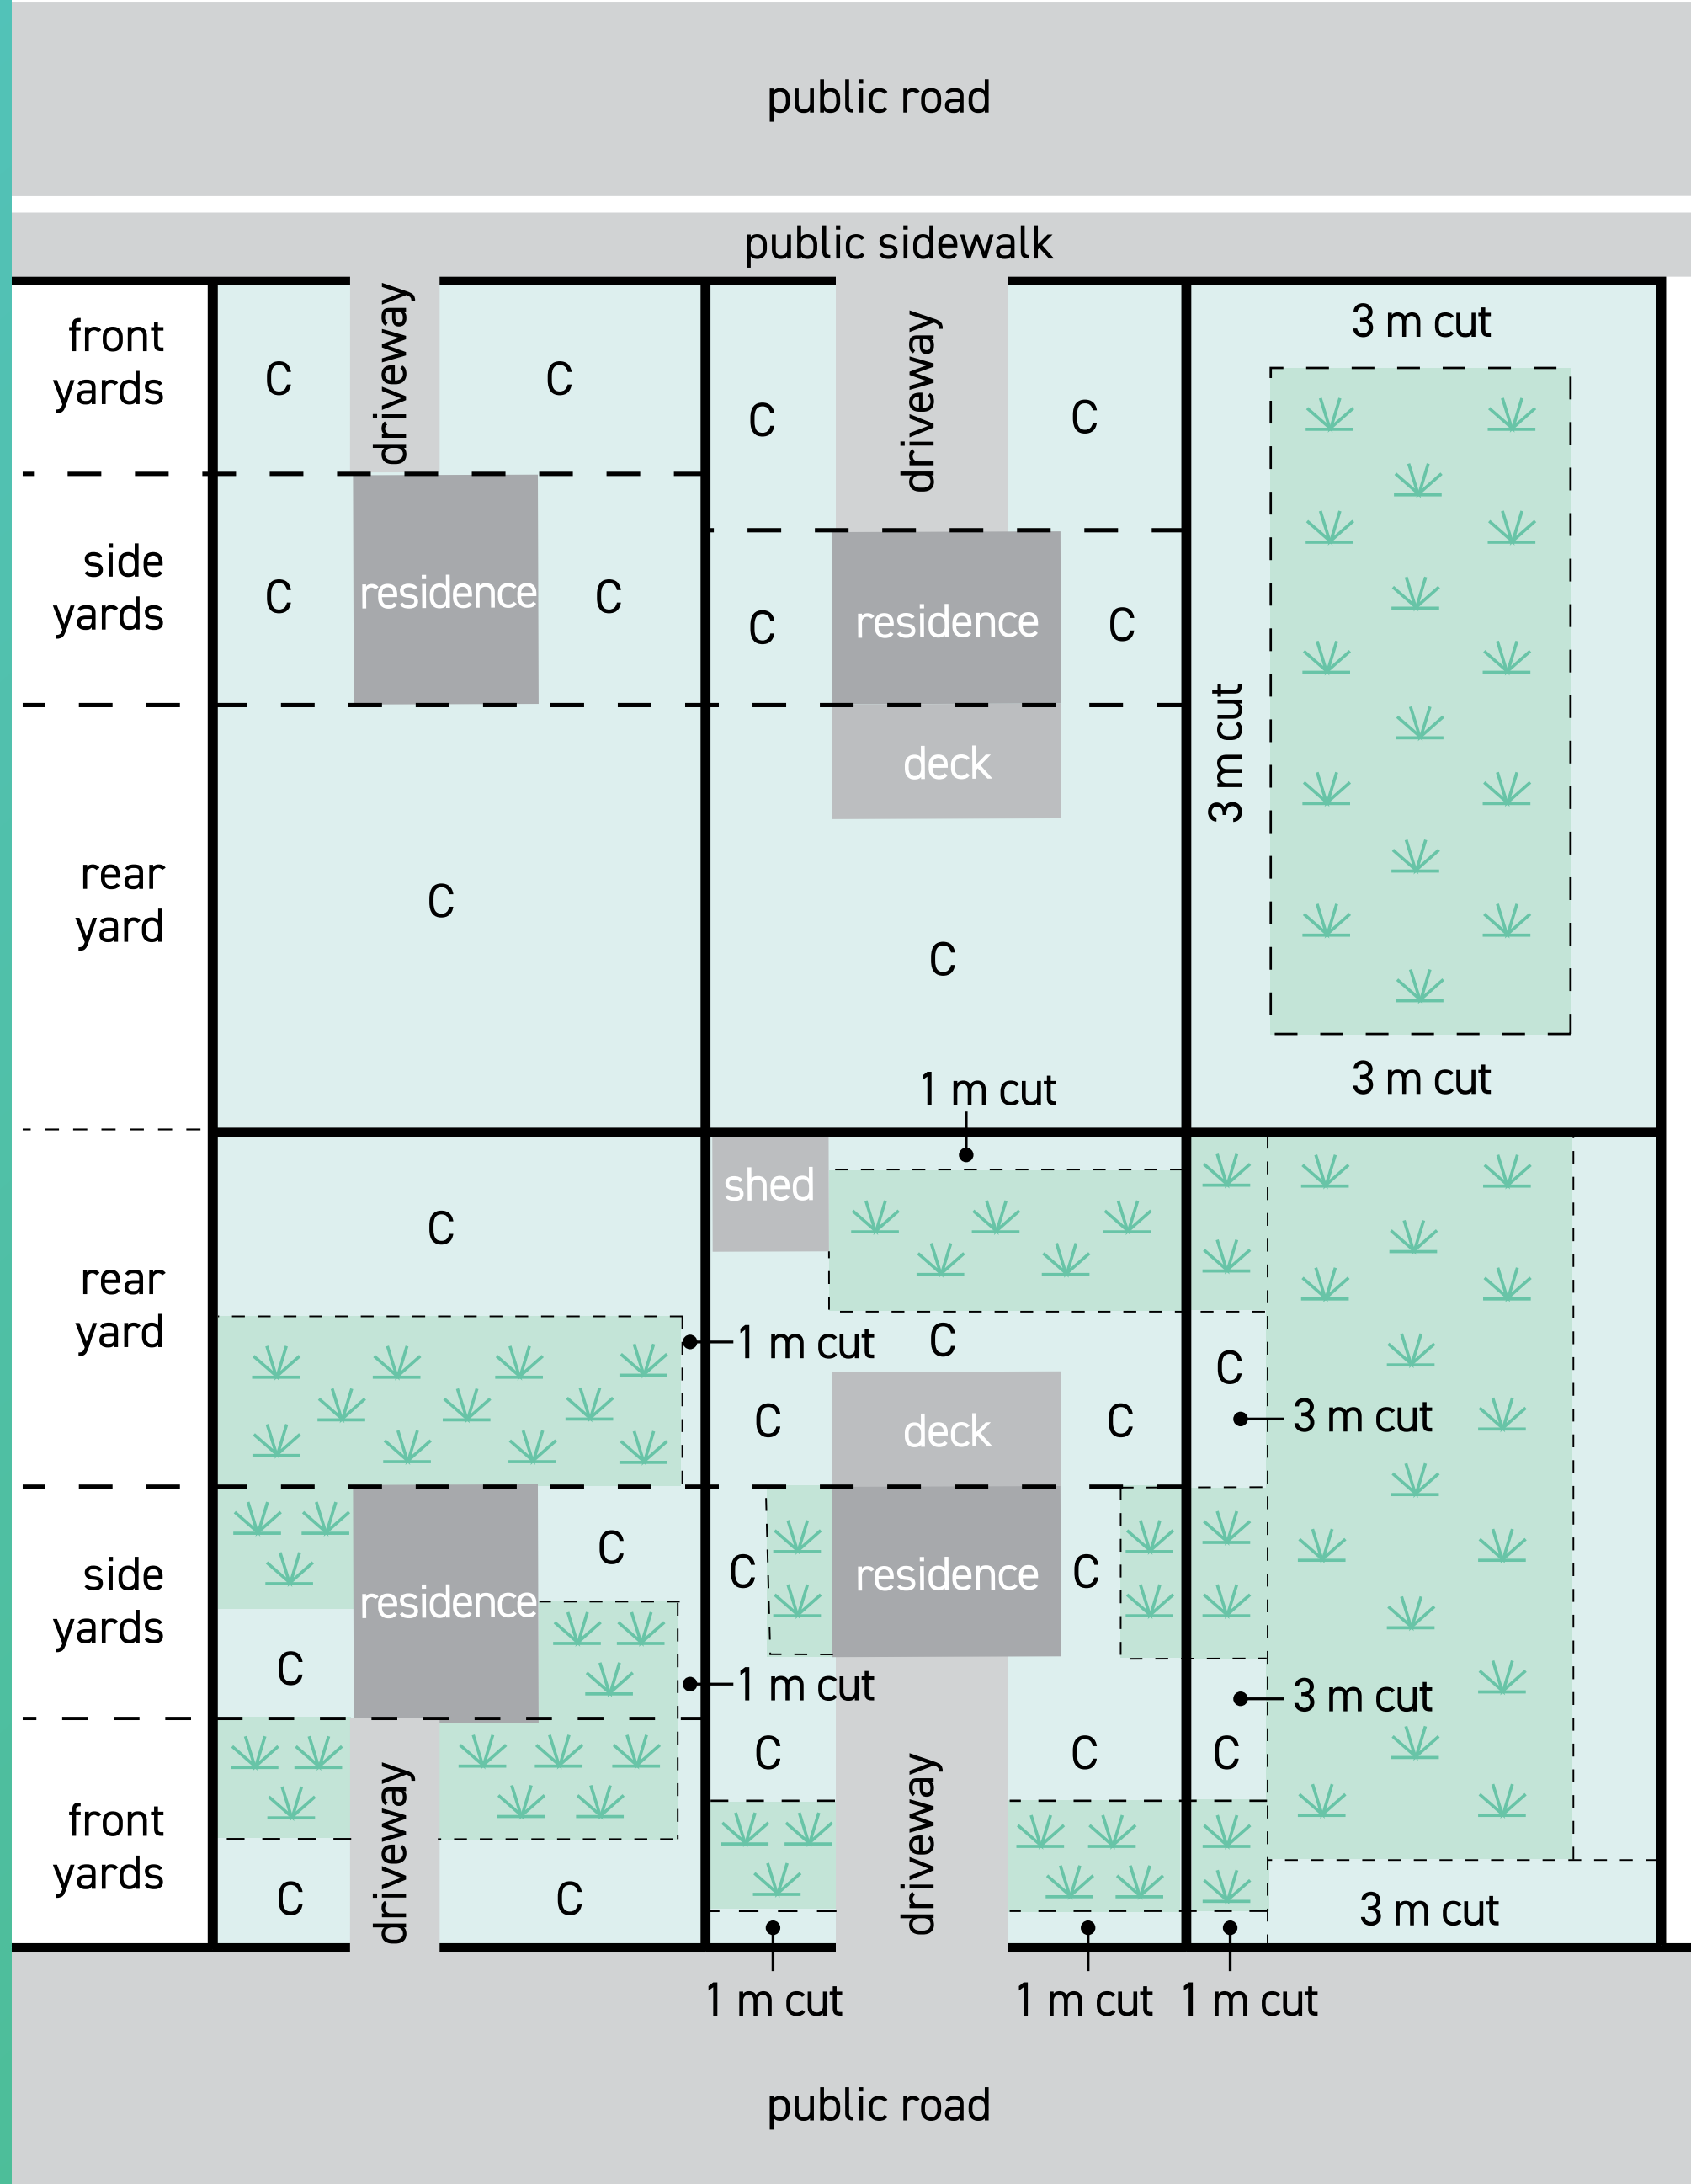 public road
public sidewalk
front
yards
driveway
driveway
3 m cut
C
C
C
C
side
yards
C
residence
C
C
residence
C
3 m cut
deck
rear
yard
C
C
3 m cut
1 m cut
shed
C
rear
yard
1 m cut
C
C
C
deck
C
3 m cut
side
yards
C
C
residence
C
residence
C
C
1 m cut
3 m cut
C
C
C
front
yards
driveway
driveway
C
C
3 m cut
1 m cut
1 m cut
1 m cut
public road